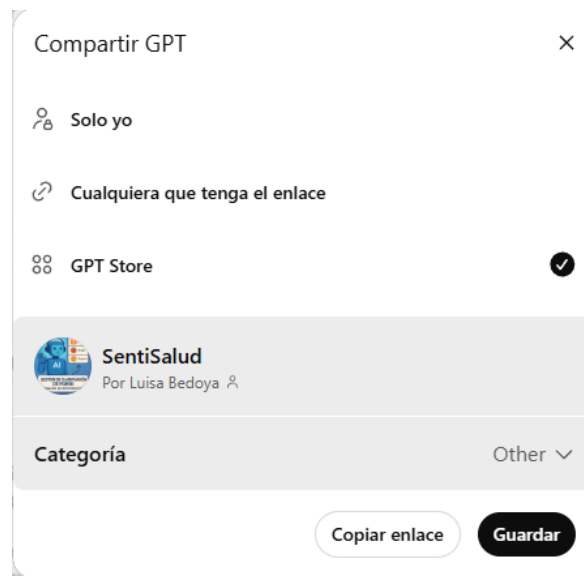 Compartir GPT
Solo yo
Cualquiera que tenga el enlace
GPT Store
AI
SentiSalud
Por Luisa Bedoya
Categoría
Other
Copiar enlace
Guardar